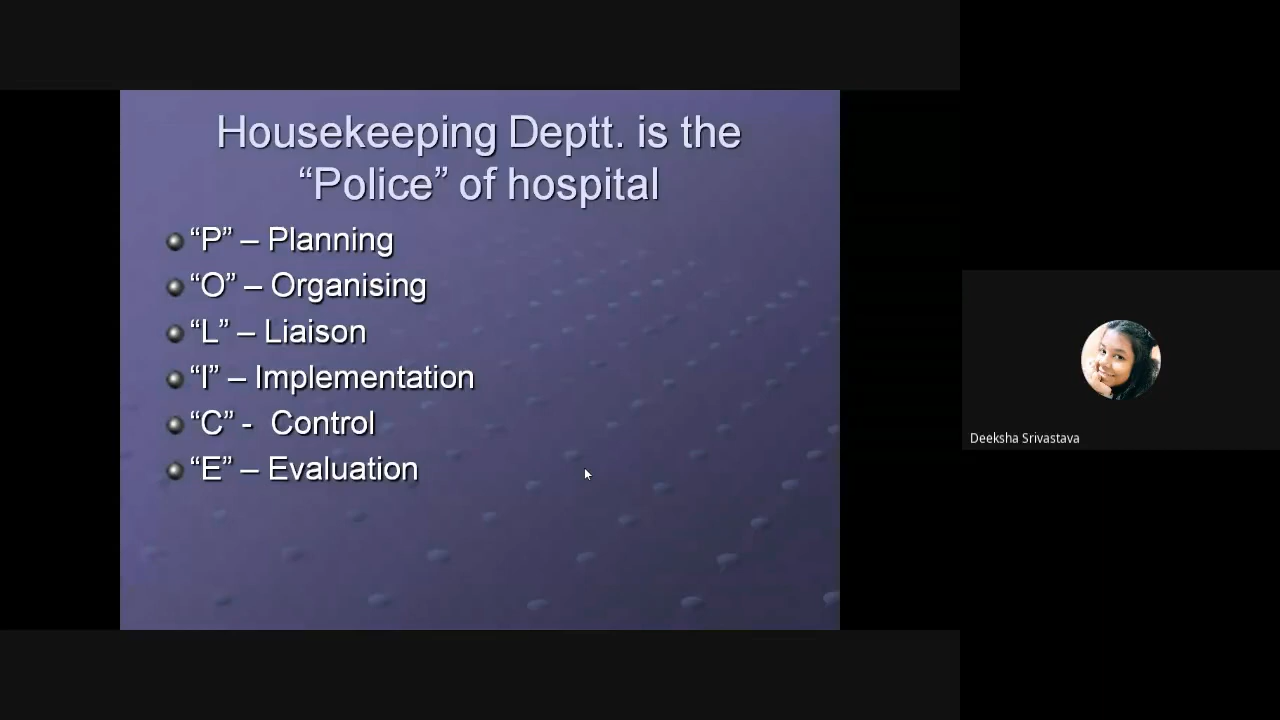 Housekeeping Deptt. is the
“Police” of hospital
“P” – Planning
“O” – Organising
“L” – Liaison
“I” – Implementation
“C” -  Control
“E” – Evaluation
Deeksha Srivastava